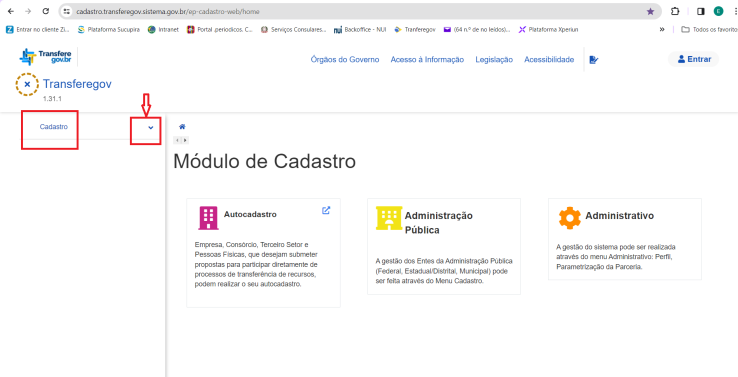 cadastro.transferegov.sistema.gov.br/ep-cadastro-web/home
Entrar no cliente Zi... Plataforma Sucupira Intranet Portal .periodicos. C... Serviços Consulares... Backoffice - NUI Tranferegov (64 n.º de no leídos)... Plataforma Xperiun » Todos os favorito
Transfere
gov.br
Órgãos do Governo Acesso à Informação Legislação Acessibilidade Entrar
Transferegov
1.31.1
Cadastro
Módulo de Cadastro
Autocadastro
Empresa, Consórcio, Terceiro Setor e
Pessoas Físicas, que desejam submeter
propostas para participar diretamente de
processos de transferência de recursos,
podem realizar o seu autocadastro.
Administração
Pública
A gestão dos Entes da Administração Pública
(Federal, Estadual/Distrital, Municipal) pode
ser feita através do Menu Cadastro.
Administrativo
A gestão do sistema pode ser realizada
através do menu Administrativo: Perfil,
Parametrização da Parceria.